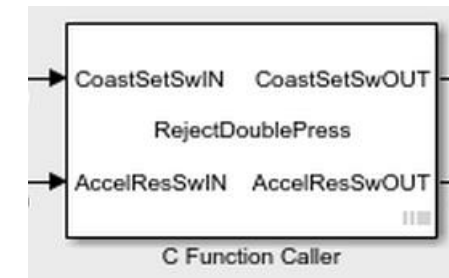 CoastSetSwIN CoastSetSwOUT
RejectDoublePress
AccelResSwIN AccelResSwOUT
C Function Caller